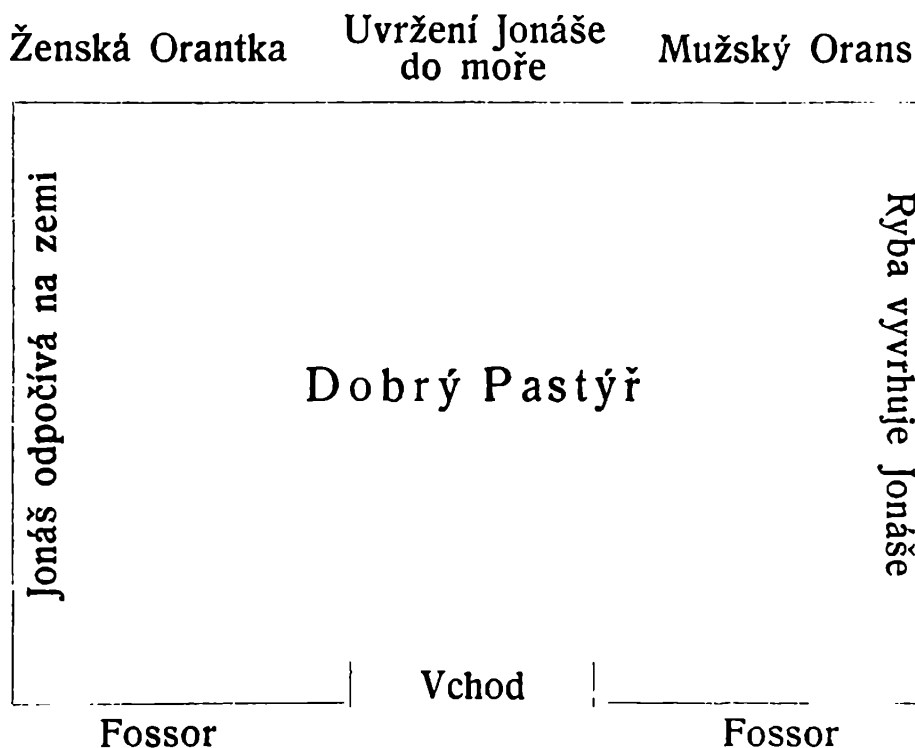 Ženská Orantka
Uvržení Jonáše
do moře
Mužský Orans
Jonáš odpočívá na zemi
Dobrý Pastýř
Ryba vyvrhuje Jonáše
Vchod
Fossor
Fossor